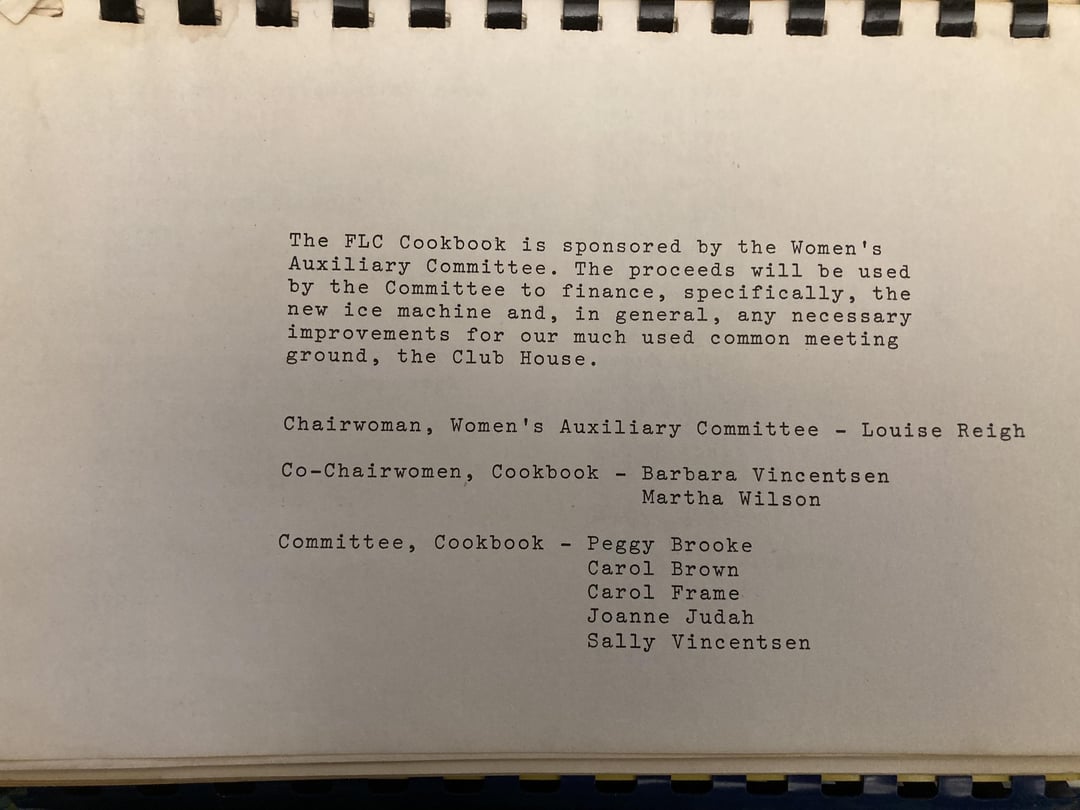 The FLC Cookbook is sponsored by the Women's
Auxiliary Committee. The proceeds will be used
by the Committee to finance, specifically, the
new ice machine and, in general, any necessary
improvements for our much used common meeting
ground, the Club House.
Chairwoman, Women's Auxiliary Committee - Louise Reigh
Co-Chairwomen, Cookbook - Barbara Vincentsen
Martha Wilson
Committee, Cookbook - Peggy Brooke
Carol Brown
Carol Frame
Joanne Judah
Sally Vincentsen